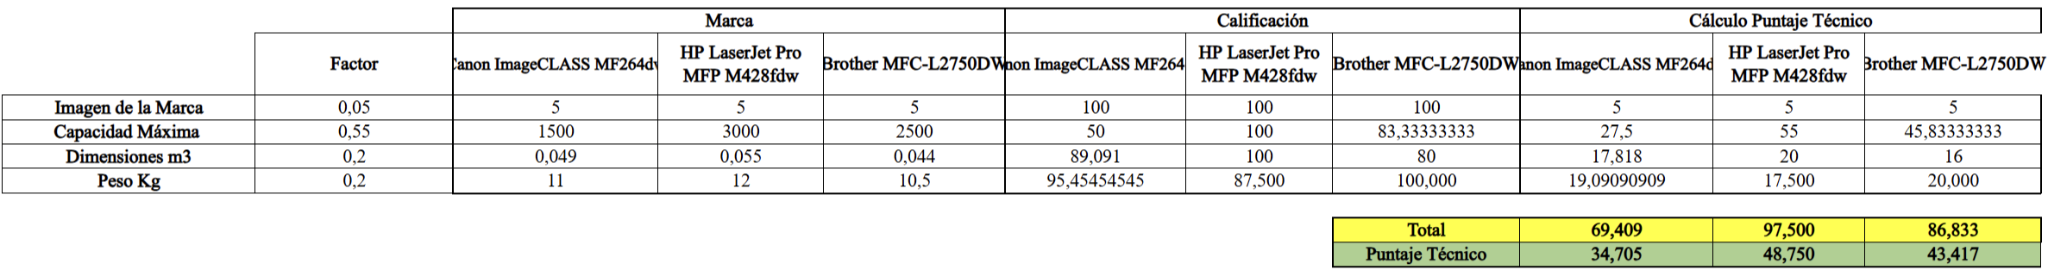 Marca Calificación Cálculo Puntaje Técnico
Factor Canon ImageCLASS MF264dw HP LaserJet Pro MFP M428fdw Brother MFC-L2750DW non ImageCLASS MF264 HP LaserJet Pro MFP M428fdw Brother MFC-L2750DW anon ImageCLASS MF264d HP LaserJet Pro MFP M428fdw Brother MFC-L2750DW
Imagen de la Marca 0,05 5 5 5 100 100 100 5 5 5
Capacidad Máxima 0,55 1500 3000 2500 50 100 83,33333333 27,5 55 45,83333333
Dimensiones m3 0,2 0,049 0,055 0,044 89,091 100 80 17,818 20 16
Peso Kg 0,2 11 12 10,5 95,45454545 87,500 100,000 19,09090909 17,500 20,000
Total 69,409 97,500 86,833
Puntaje Técnico 34,705 48,750 43,417